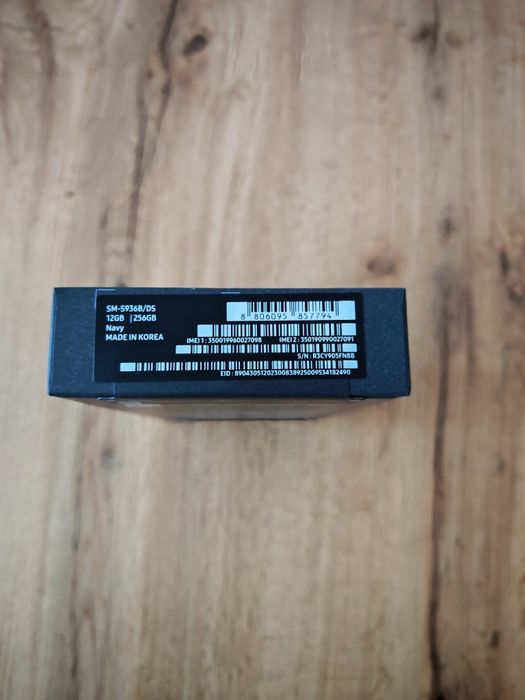 SM-S936B/DS
12GB |256GB
Navy
MADE IN KOREA
8 806095 857794
IMEI 1 : 350019960027098 IMEI 2 : 350190990027091
S/N : R3CY905FN8B
EID : 89043051202300838925009534182490